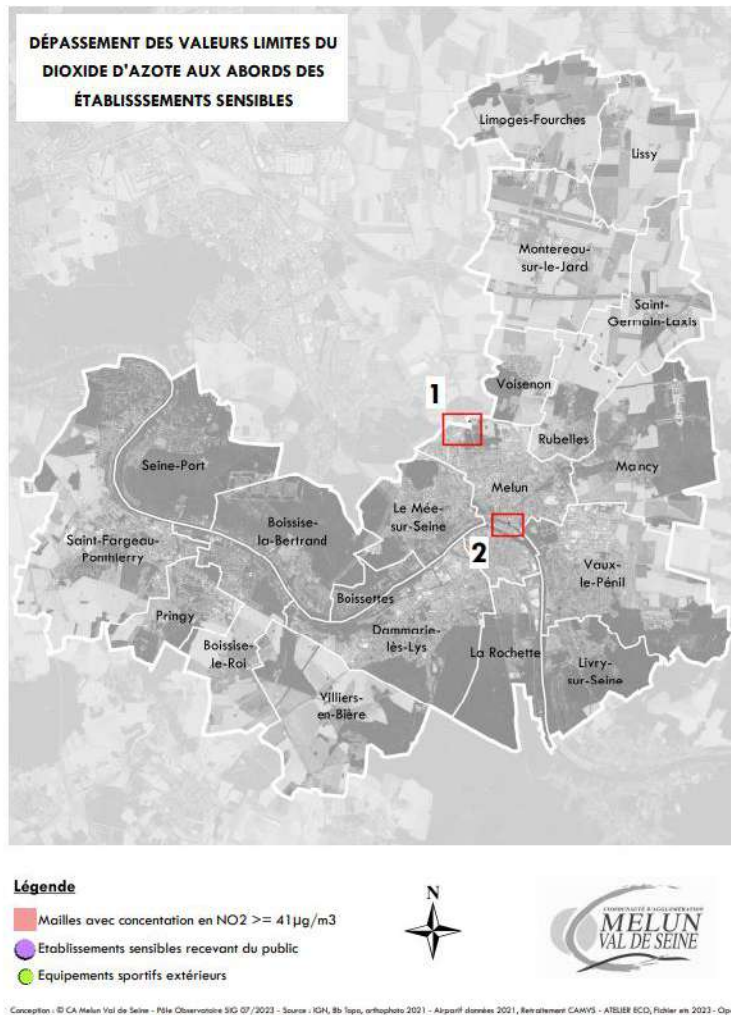 DÉPASSEMENT DES VALEURS LIMITES DU
DIOXIDE D'AZOTE AUX ABORDS DES
ÉTABLISSSEMENTS SENSIBLES
Limoges-Fourches
Lissy
Montereau-
sur-le-Jard
Saint-
Germain-Laxis
Voisenon
1
Rubelles
Maincy
Seine-Port
Melun
Le Mée-
sur-Seine
Boissise-
la-Bertrand
Saint-Fargeau-
Ponthierry
2
Vaux-
le-Pénil
Boissettes
Pringy
Dammarie-
lès-Lys
Boissise-
le-Roi
La Rochette
Livry-
sur-Seine
Villiers-
en-Bière
Légende
Mailles avec concentation en NO2 >= 41µg/m3
Etablissements sensibles recevant du public
Equipements sportifs extérieurs
N
COMMUNAUTÉ D'AGGLOMÉRATION
MELUN
VAL DE SEINE
Conception : © CA Melun Val de Seine - Pôle Observatoire SIG 07/2023 - Source : IGN, Bb Topo, orthophoto 2021 - Airparif données 2021, Retraitement CAMVS - ATELIER ECO, Fichier ets 2023 - Op